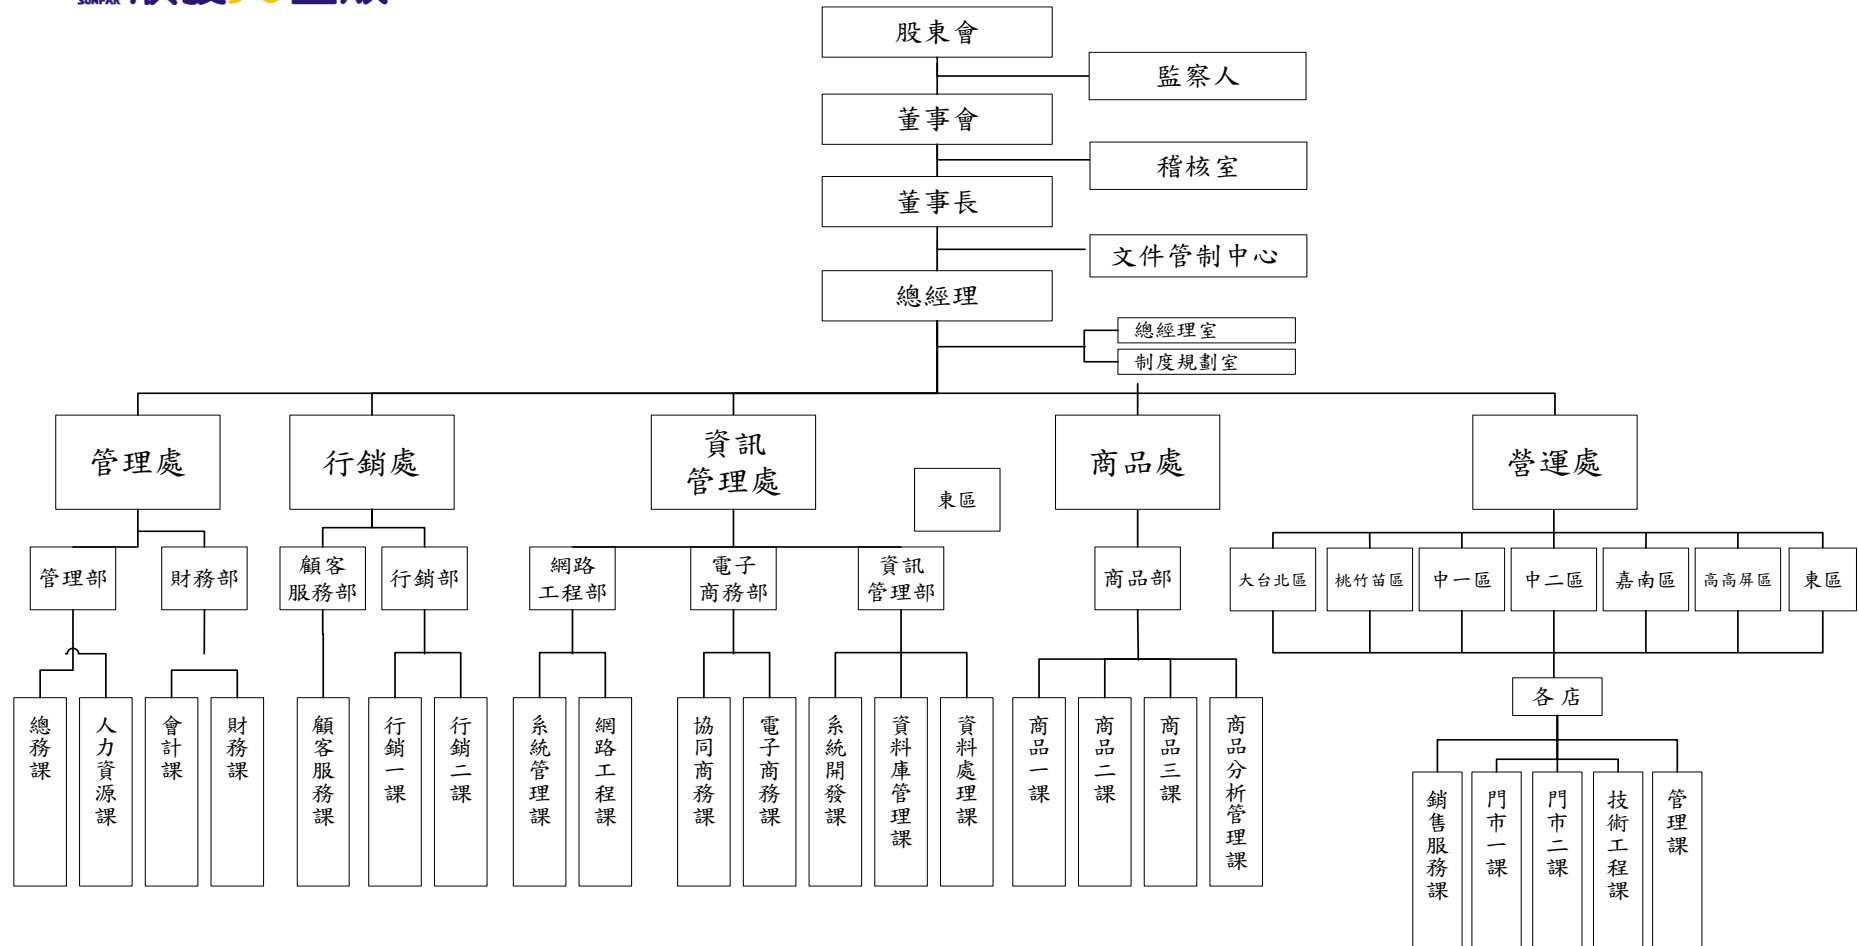 SUNFAR
股東會
監察人
董事會
稽核室
董事長
文件管制中心
總經理
總經理室
制度規劃室
管理處
行銷處
資訊
管理處
商品處
營運處
東區
管理部
財務部
顧客
服務部
行銷部
網路
工程部
電子
商務部
資訊
管理部
商品部
大台北區
桃竹苗區
中一區
中二區
嘉南區
高高屏區
東區
各店
總務課
人力資源課
會計課
財務課
顧客服務課
行銷一課
行銷二課
系統管理課
網路工程課
協同商務課
電子商務課
系統開發課
資料庫管理課
資料處理課
商品一課
商品二課
商品三課
商品分析管理課
銷售服務課
門市一課
門市二課
技術工程課
管理課